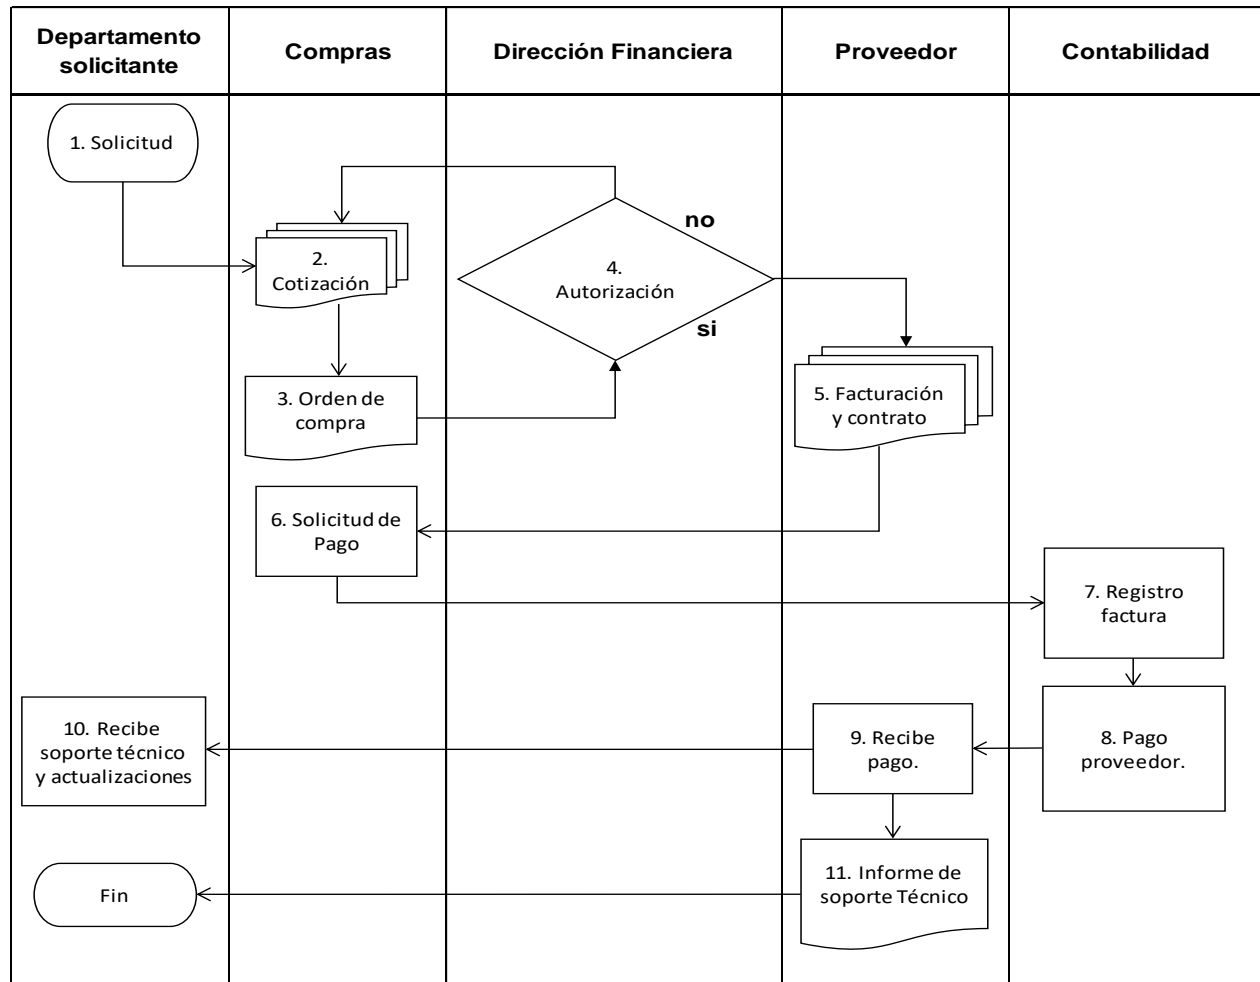 Departamento
solicitante
Compras
Dirección Financiera
Proveedor
Contabilidad
1. Solicitud
2.
Cotización
no
4.
Autorización
si
3. Orden de
compra
5. Facturación
y contrato
6. Solicitud de
Pago
7. Registro
factura
10. Recibe
soporte técnico
y actualizaciones
9. Recibe
pago.
8. Pago
proveedor.
Fin
11. Informe de
soporte Técnico